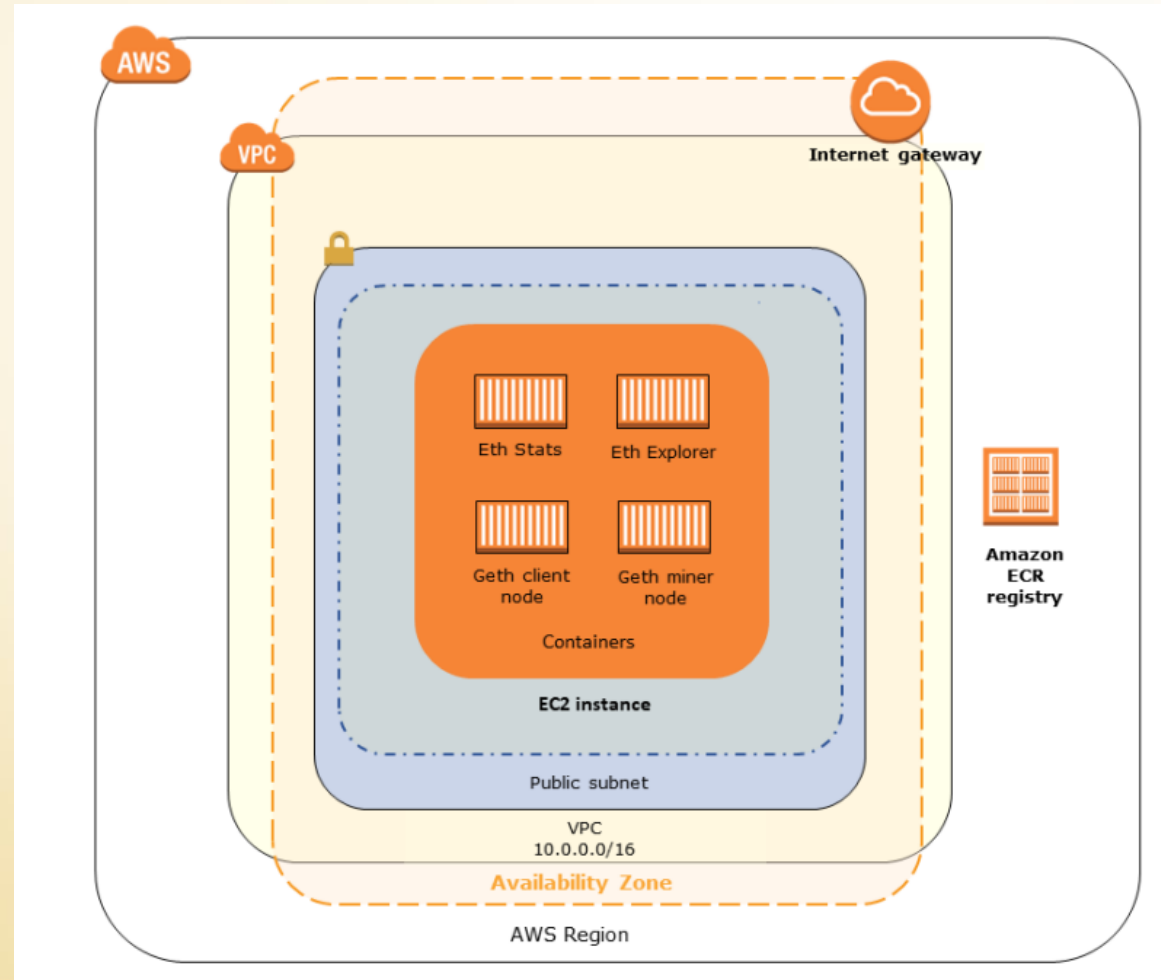 AWS
VPC
Internet gateway
Eth Stats
Eth Explorer
Geth client
node
Geth miner
node
Containers
EC2 instance
Public subnet
VPC
10.0.0.0/16
Availability Zone
AWS Region
Amazon
ECR
registry